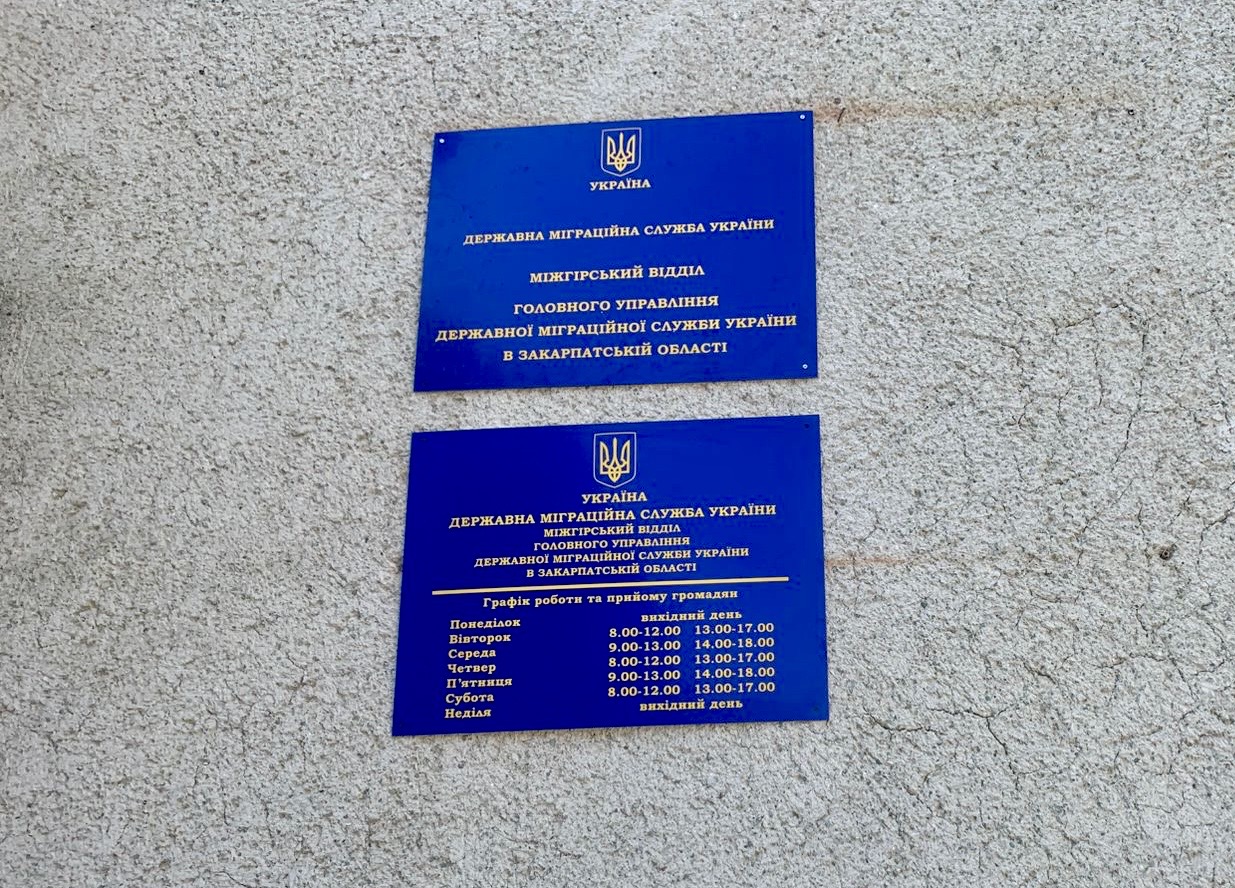 УКРАЇНА
ДЕРЖАВНА МІГРАЦІЙНА СЛУЖБА УКРАЇНИ
МІЖГІРСЬКИЙ ВІДДІЛ
ГОЛОВНОГО УПРАВЛІННЯ
ДЕРЖАВНОЇ МІГРАЦІЙНОЇ СЛУЖБИ УКРАЇНИ
В ЗАКАРПАТСЬКІЙ ОБЛАСТІ
УКРАЇНА
ДЕРЖАВНА МІГРАЦІЙНА СЛУЖБА УКРАЇНИ
МІЖГІРСЬКИЙ ВІДДІЛ
ГОЛОВНОГО УПРАВЛІННЯ
ДЕРЖАВНОЇ МІГРАЦІЙНОЇ СЛУЖБИ УКРАЇНИ
В ЗАКАРПАТСЬКІЙ ОБЛАСТІ
Графік роботи та прийому громадян
Понеділок вихідний день
Вівторок 8.00-12.00 13.00-17.00
Середа 9.00-13.00 14.00-18.00
Четвер 8.00-12.00 13.00-17.00
П'ятниця 9.00-13.00 14.00-18.00
Субота 8.00-12.00 13.00-17.00
Неділя вихідний день